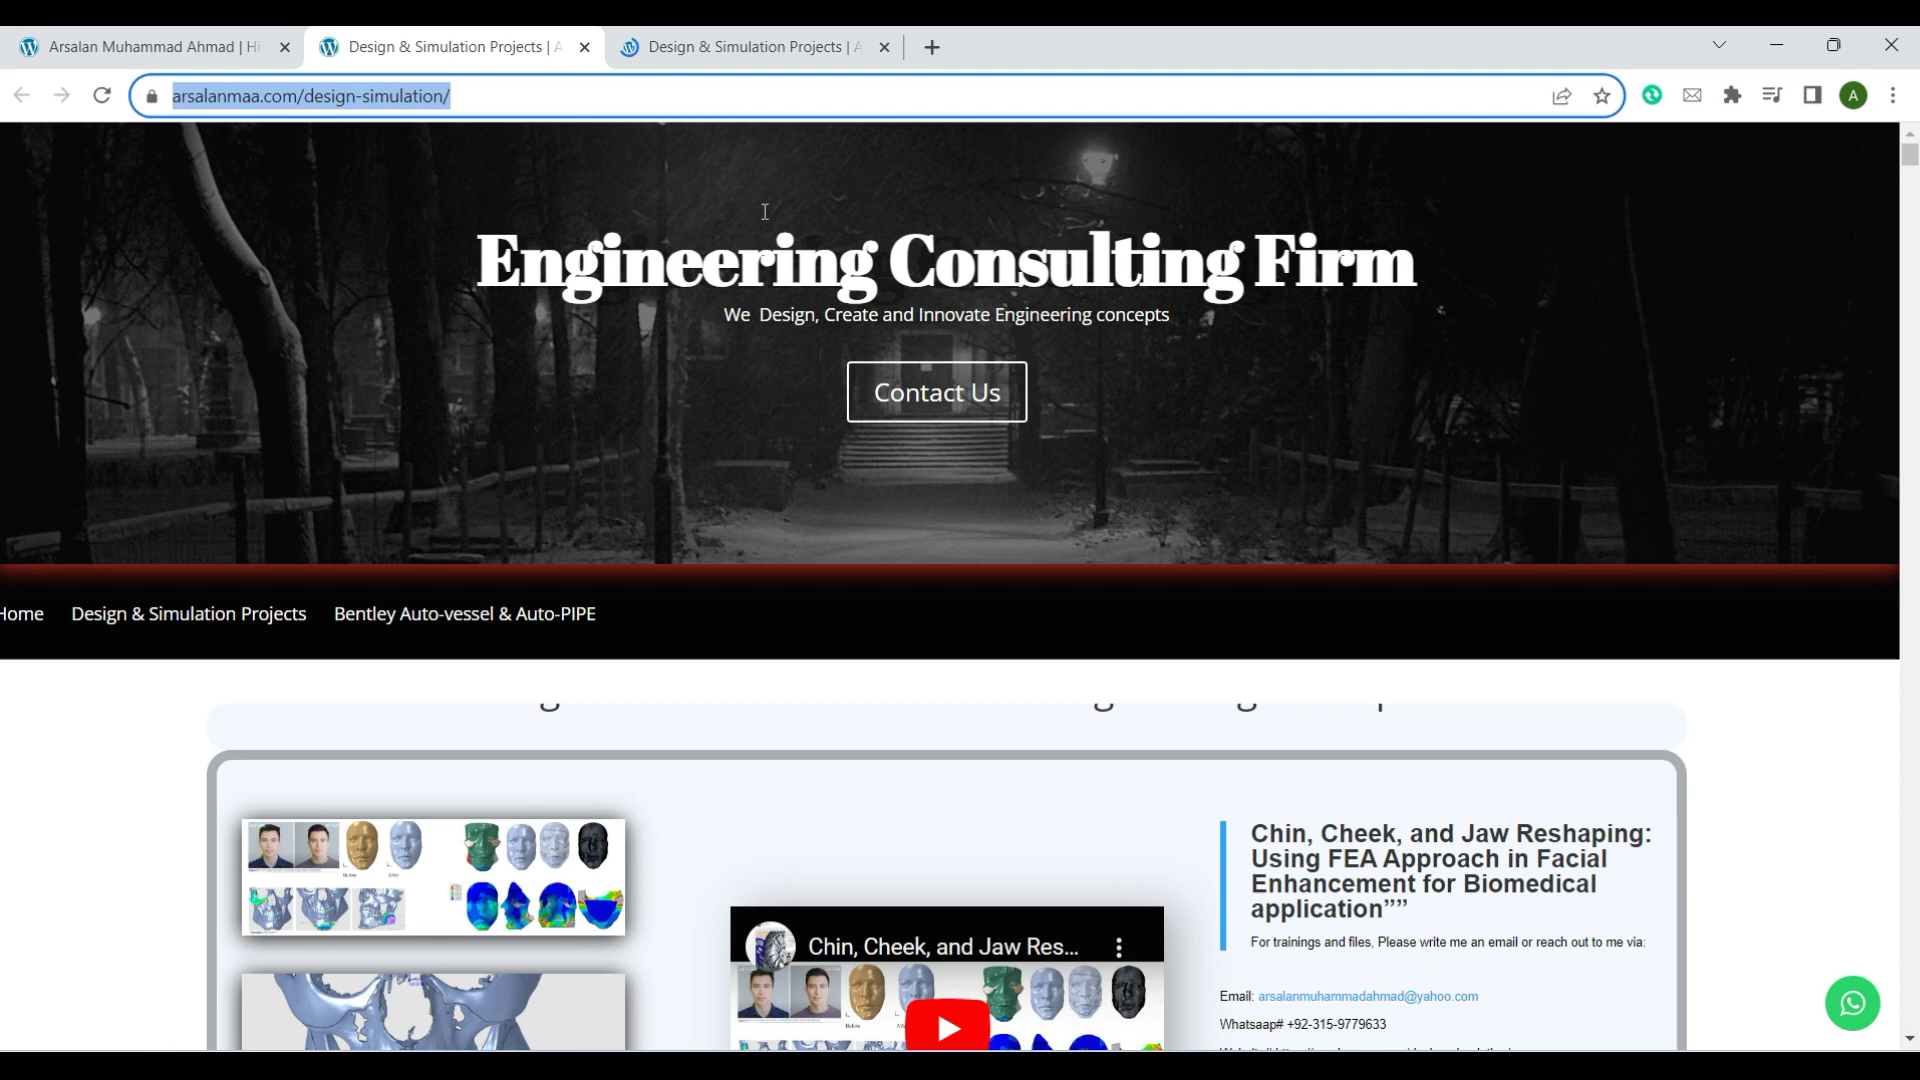 Arsalan Muhammad Ahmad | Hi
Design & Simulation Projects | A
Design & Simulation Projects | A
arsalanmaa.com/design-simulation/
A
Engineering Consulting Firm
We Design, Create and Innovate Engineering concepts
Contact Us
Home
Design & Simulation Projects
Bentley Auto-vessel & Auto-PIPE
Chin, Cheek, and Jaw Reshaping:
Using FEA Approach in Facial
Enhancement for Biomedical
application””
For trainings and files, Please write me an email or reach out to me via:
Chin, Cheek, and Jaw Res...
Before
Email: arsalanmuhammadahmad@yahoo.com
Whatsaap# +92-315-9779633